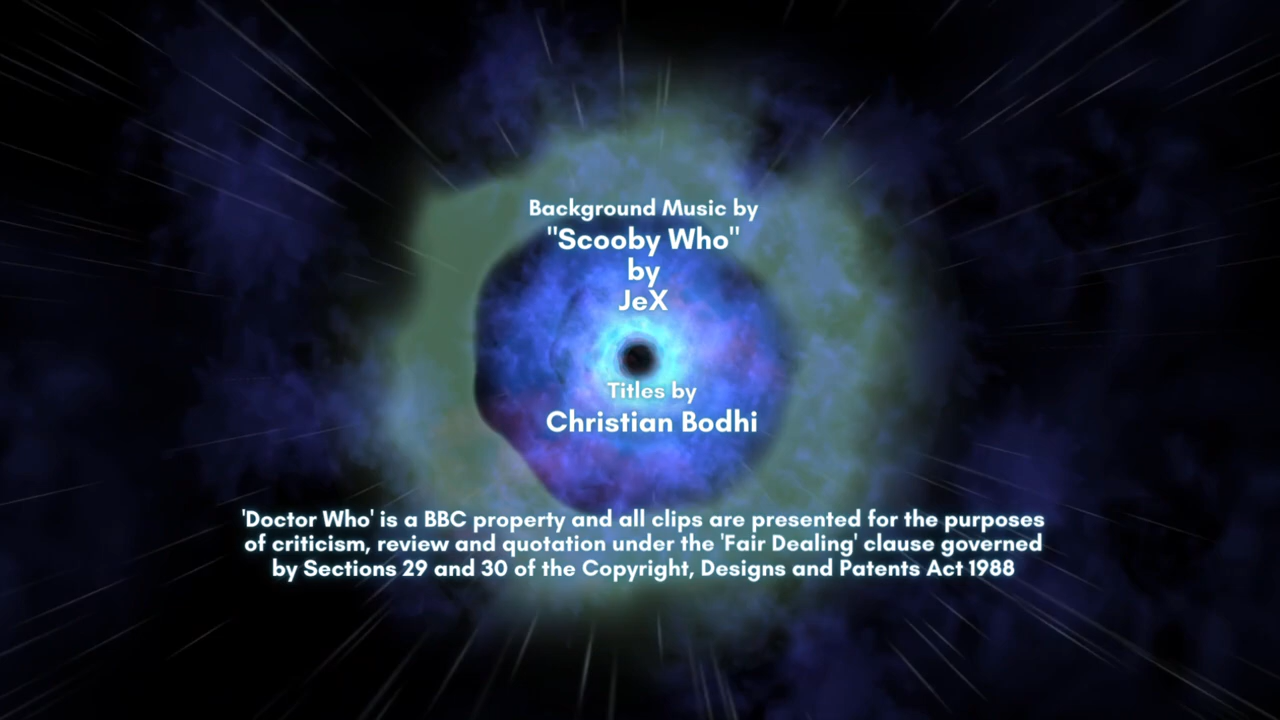 Background Music by
"Scooby Who"
by
JeX
Titles by
Christian Bodhi
'Doctor Who' is a BBC property and all clips are presented for the purposes
of criticism, review and quotation under the 'Fair Dealing' clause governed
by Sections 29 and 30 of the Copyright, Designs and Patents Act 1988